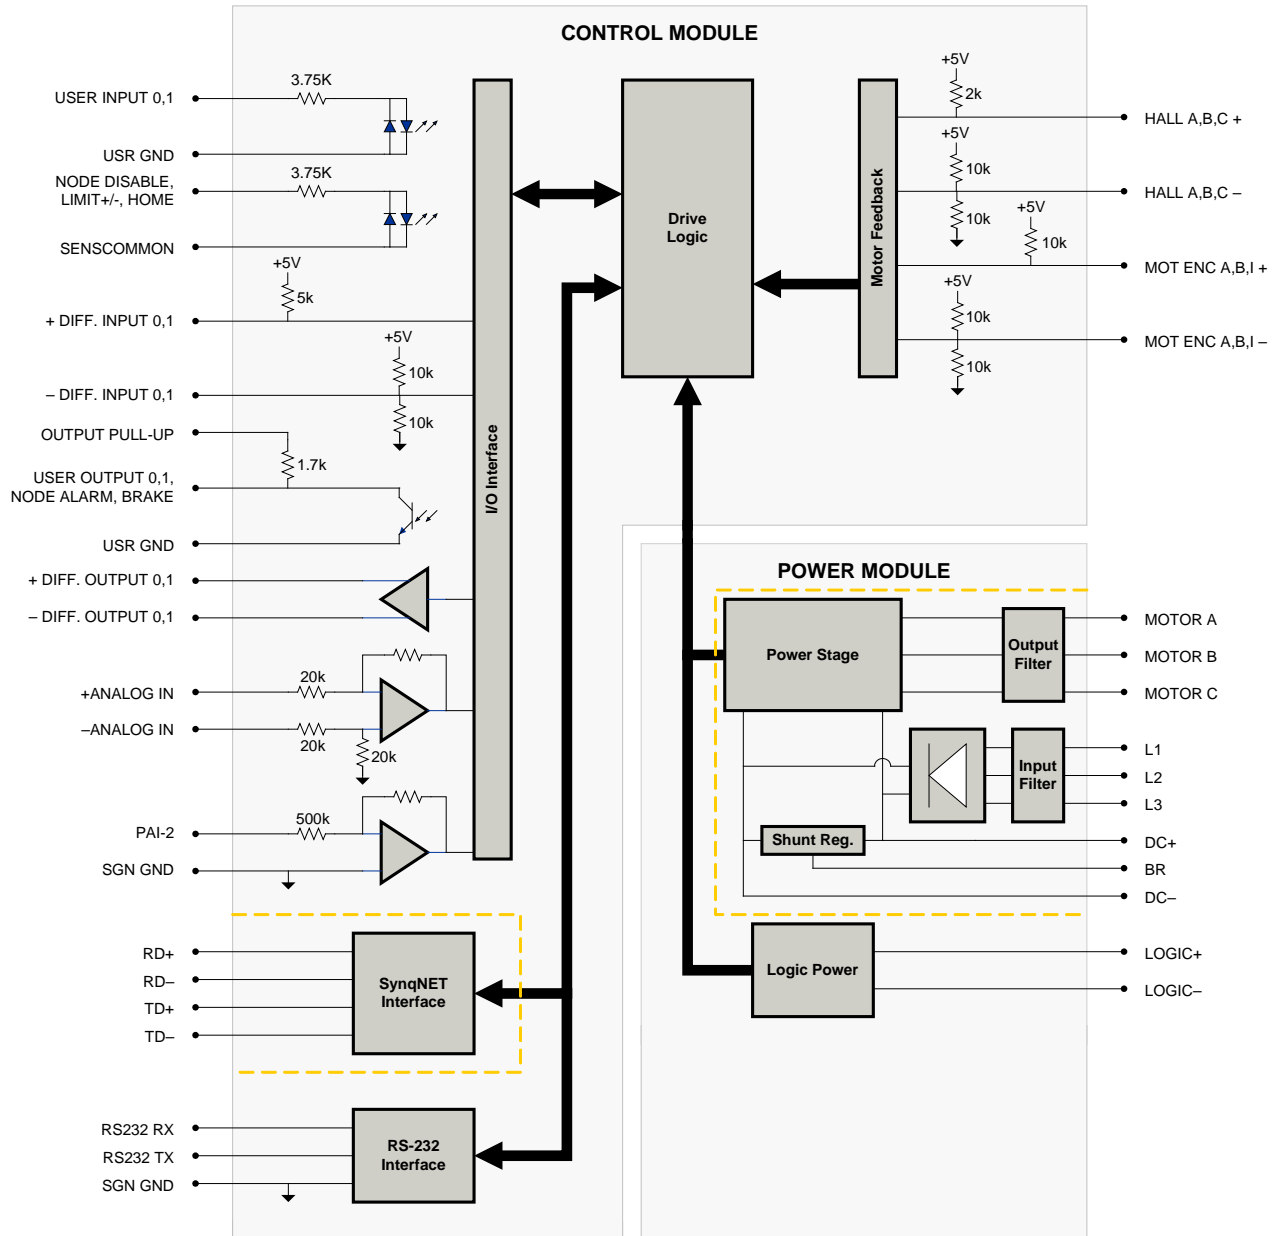 CONTROL MODULE
USER INPUT 0,1
3.75K
USR GND
NODE DISABLE,
LIMIT+/-, HOME
3.75K
SENSCOMMON
+5V
5k
+ DIFF. INPUT 0,1
+5V
10k
– DIFF. INPUT 0,1
10k
OUTPUT PULL-UP
1.7k
USER OUTPUT 0,1,
NODE ALARM, BRAKE
USR GND
+ DIFF. OUTPUT 0,1
– DIFF. OUTPUT 0,1
+ANALOG IN
20k
–ANALOG IN
20k
20k
PAI-2
500k
SGN GND
I/O Interface
RD+
RD–
TD+
TD–
SynqNET
Interface
RS232 RX
RS232 TX
SGN GND
RS-232
Interface
Drive
Logic
Motor Feedback
+5V
2k
HALL A,B,C +
+5V
10k
HALL A,B,C –
10k
+5V
10k
MOT ENC A,B,I +
+5V
10k
MOT ENC A,B,I –
10k
POWER MODULE
Power Stage
Output
Filter
MOTOR A
MOTOR B
MOTOR C
Input
Filter
L1
L2
L3
Shunt Reg.
DC+
BR
DC–
Logic Power
LOGIC+
LOGIC–